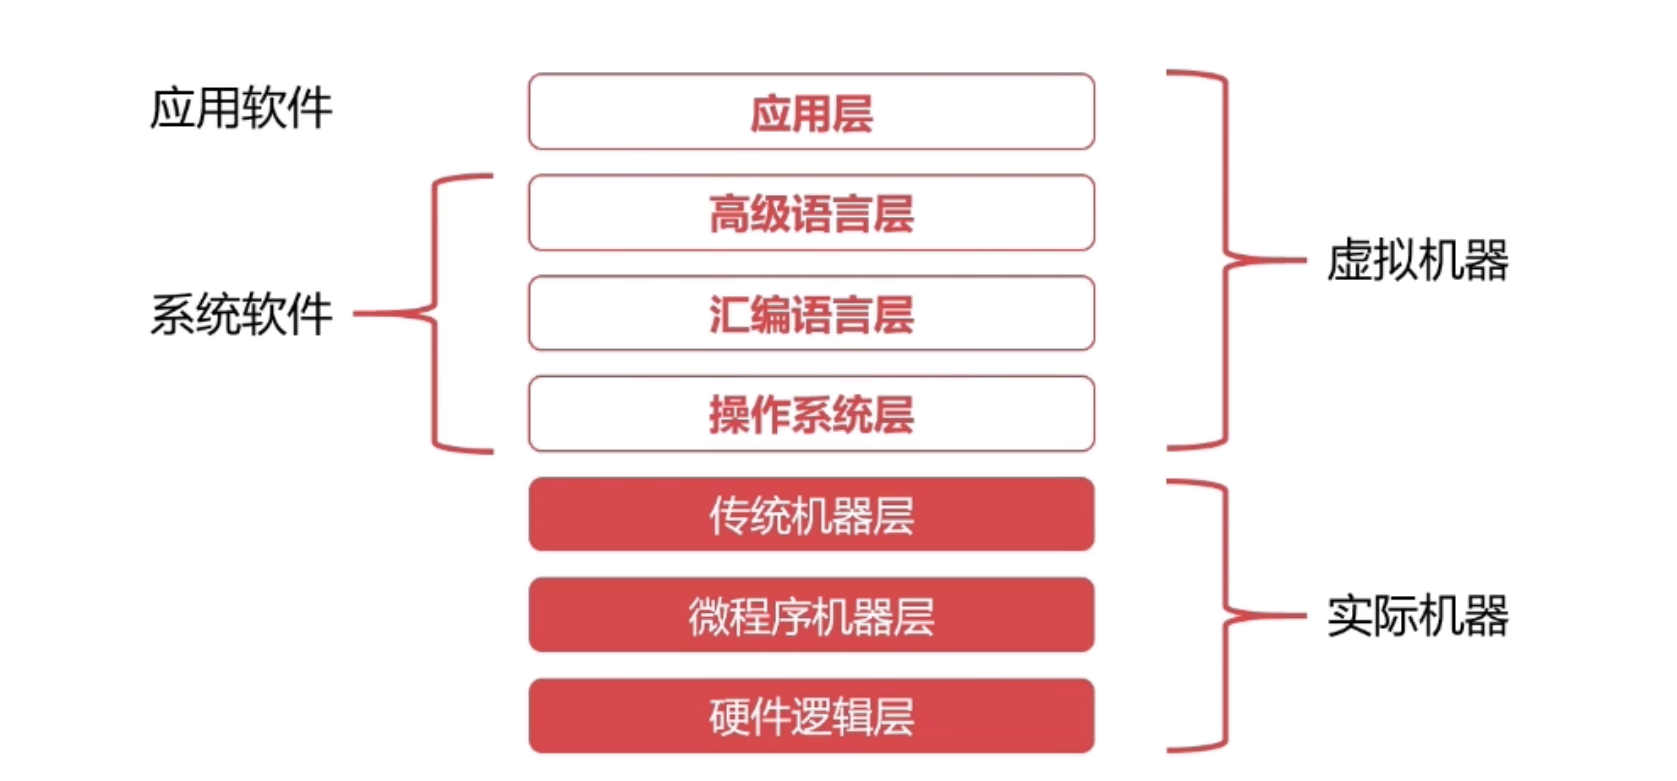 应用软件
应用层
高级语言层
系统软件
汇编语言层
操作系统层
虚拟机器
传统机器层
微程序机器层
硬件逻辑层
实际机器